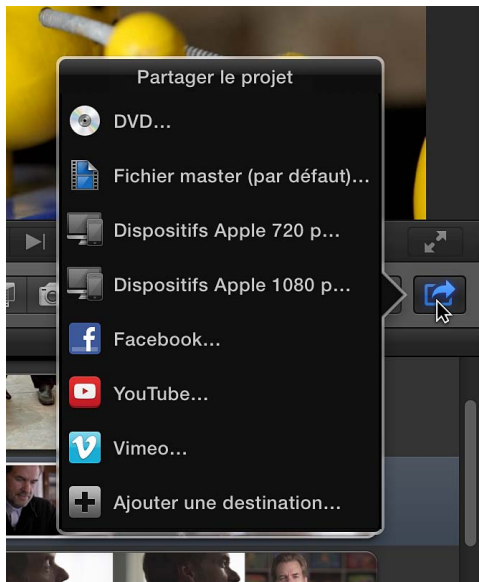 Partager le projet
DVD…
Fichier master (par défaut)…
Dispositifs Apple 720 p…
Dispositifs Apple 1080 p…
Facebook…
YouTube…
Vimeo…
Ajouter une destination…